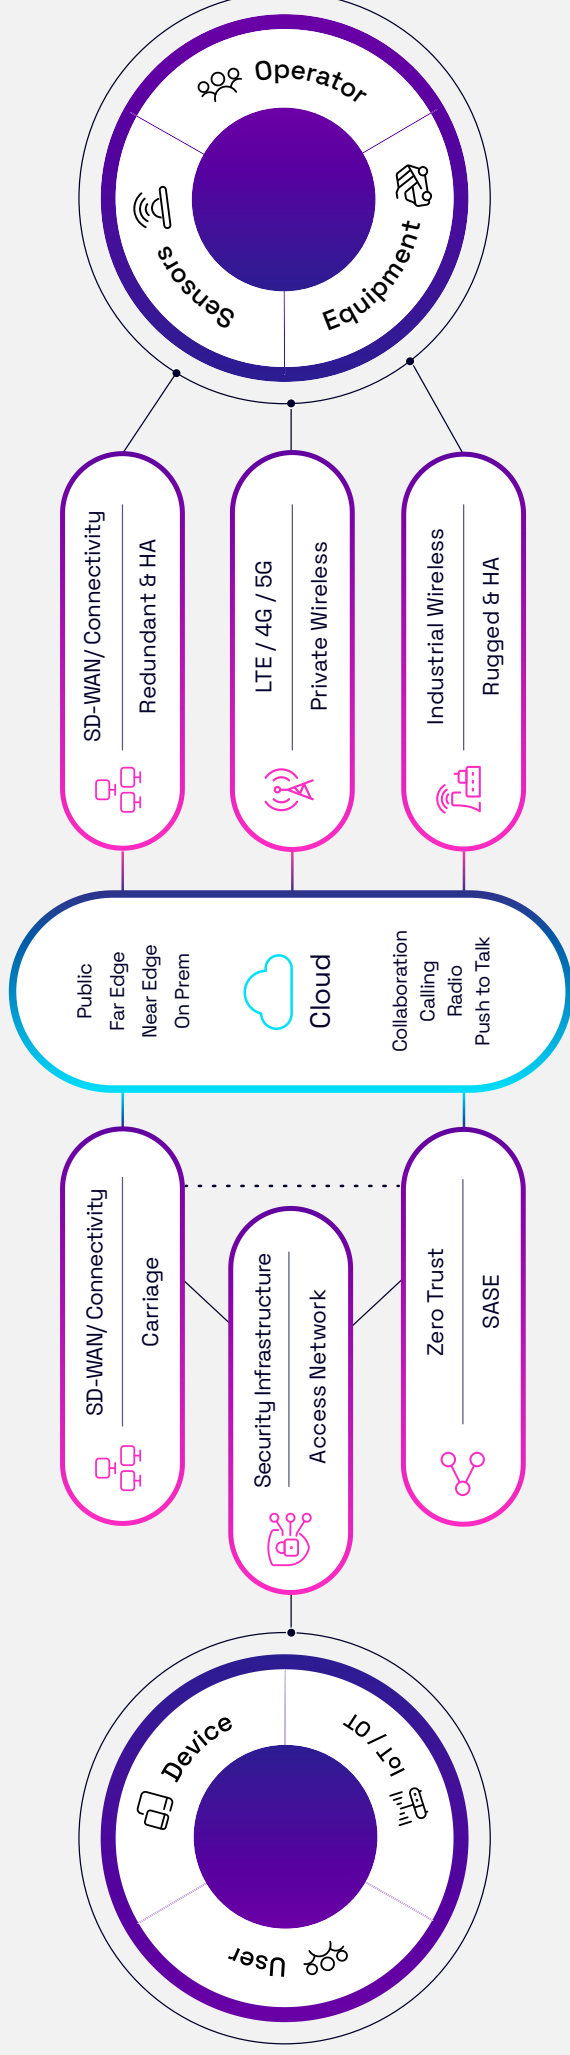 Operator
Sensors
Equipment
SD-WAN/ Connectivity
Redundant & HA
LTE / 4G / 5G
Private Wireless
Industrial Wireless
Rugged & HA
Public
Far Edge
Near Edge
On Prem
Cloud
Collaboration
Calling
Radio
Push to Talk
SD-WAN/ Connectivity
Carriage
Security Infrastructure
Access Network
Zero Trust
SASE
Device
IoT / OT
User